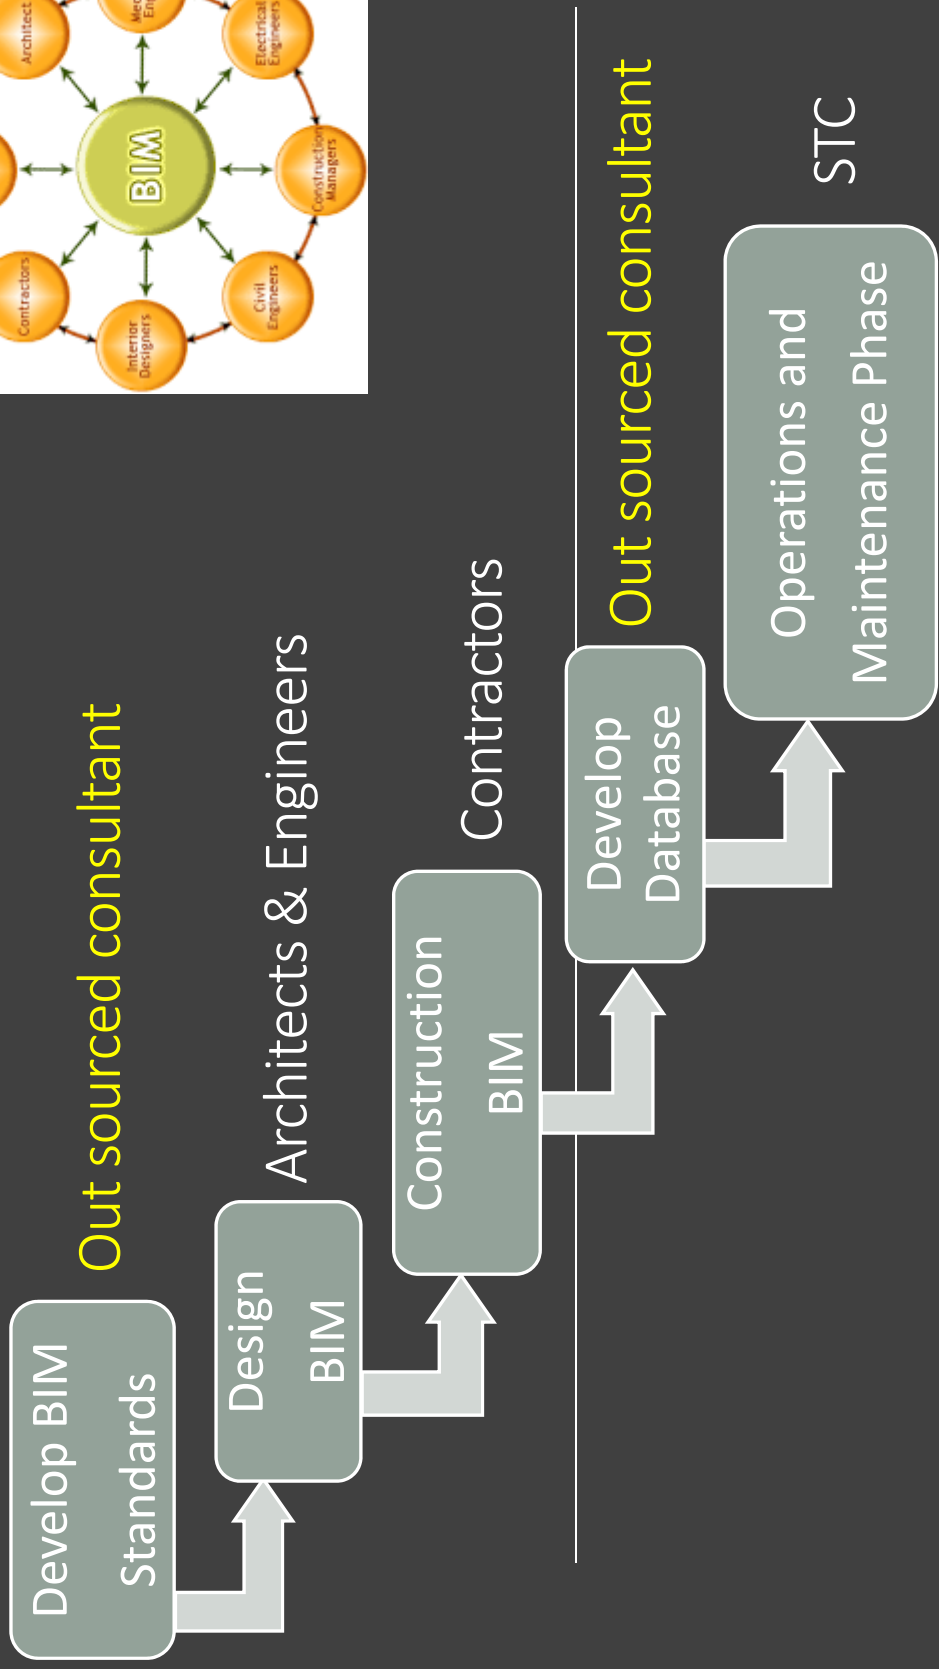 Develop BIM
Standards
Out sourced consultant
Design
BIM
Architects & Engineers
Construction
BIM
Contractors
Develop
Database
Out sourced consultant
Operations and
Maintenance Phase
STC
BIM
Architect
Electrical
Engineers
Construction
Managers
Civil
Engineers
Interior
Designers
Contractors